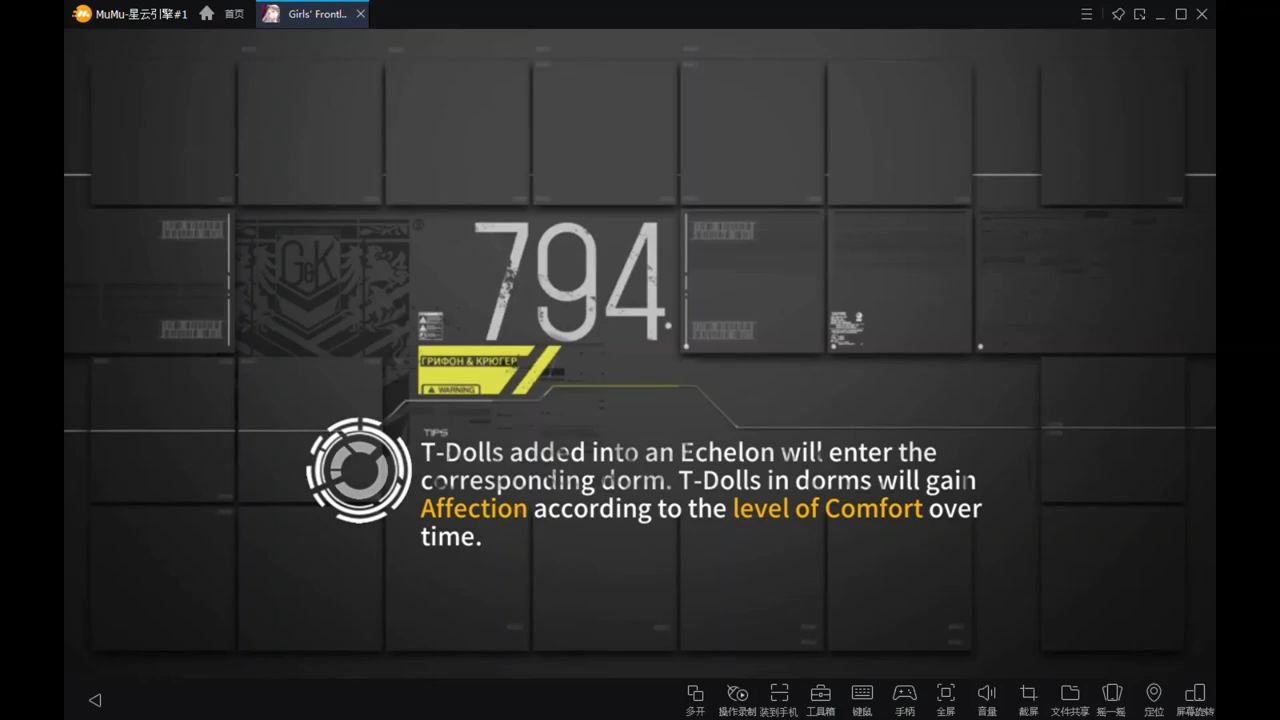 MuMu-星云引擎#1
首页
Girls' Frontl..
G&K
794.
ГРИФОН & КРЮГЕР
WARNING
TIPS
T-Dolls added into an Echelon will enter the
corresponding dorm. T-Dolls in dorms will gain
Affection according to the level of Comfort over
time.
多开
操作录制
装到手机
工具箱
键鼠
手柄
全屏
音量
截屏
文件共享
摇一摇
定位
屏幕旋转